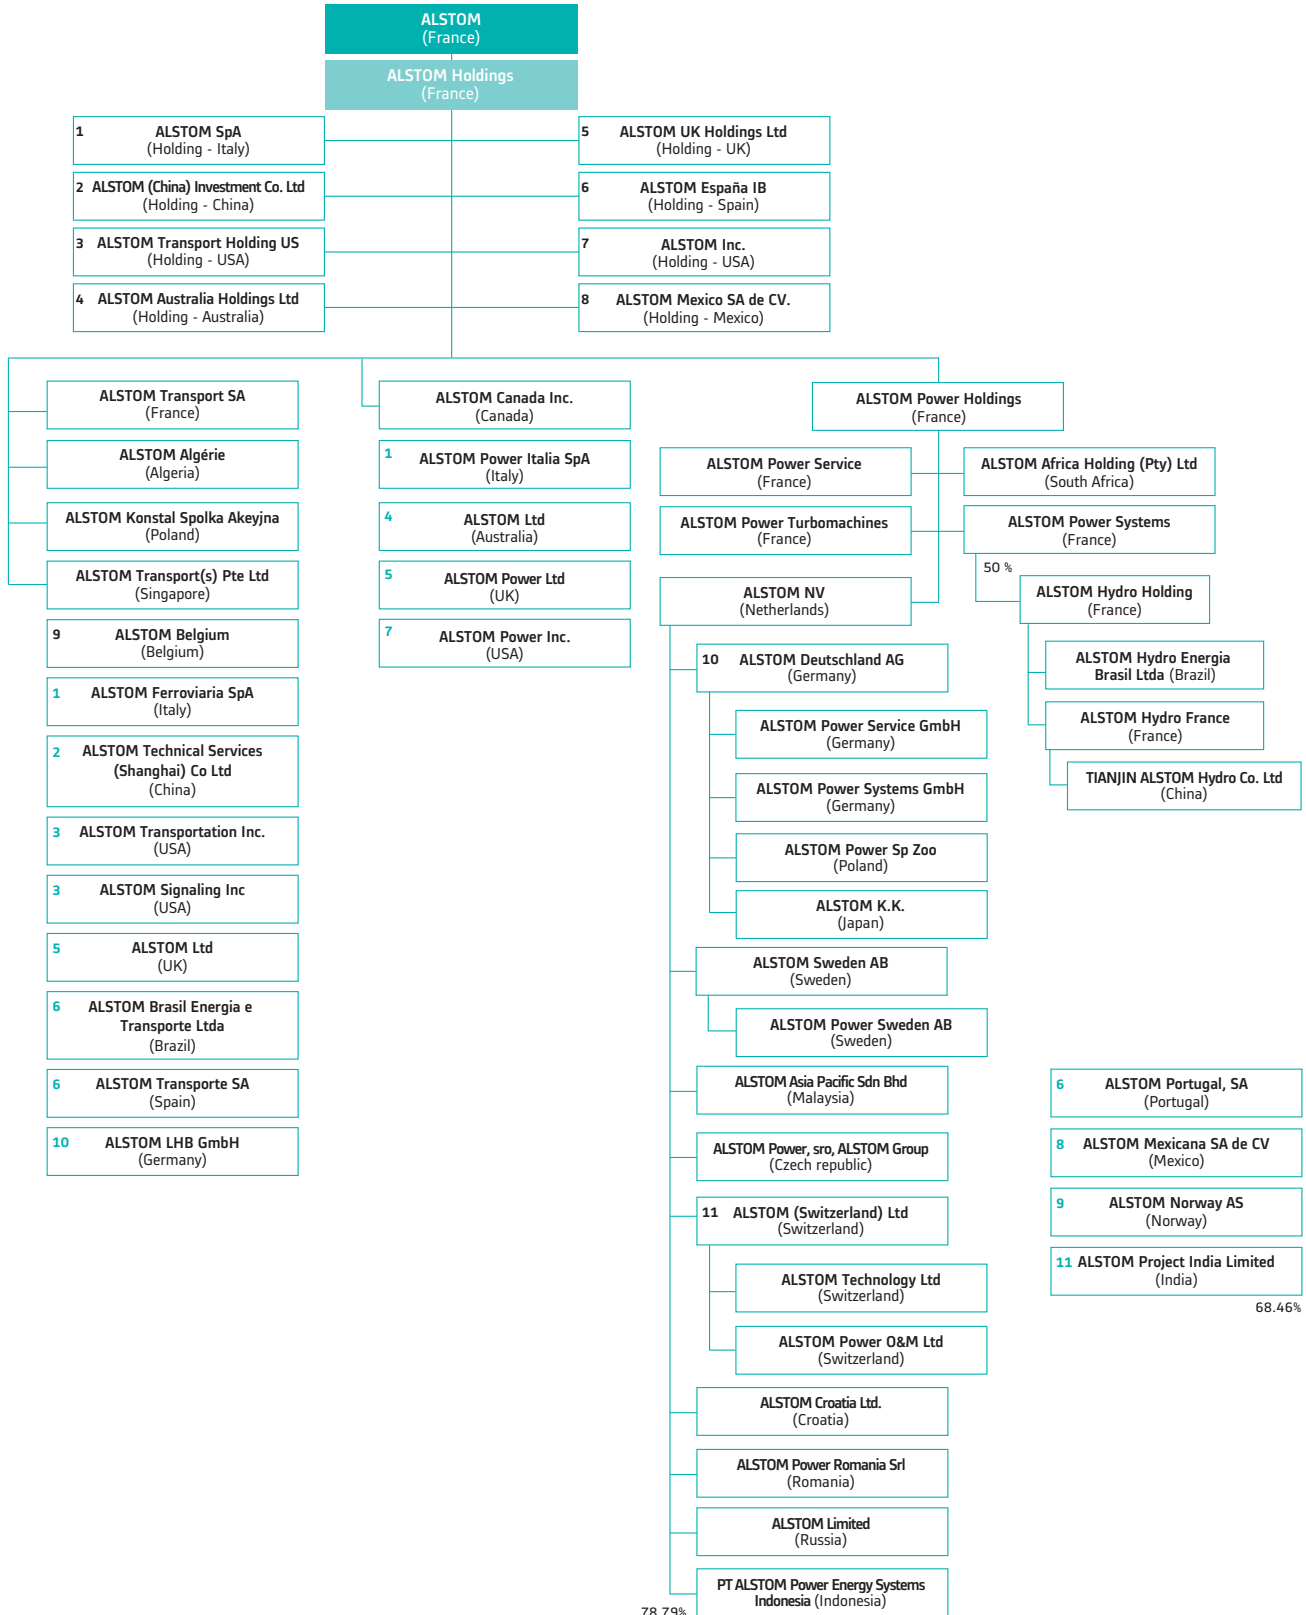 ALSTOM
(France)
ALSTOM Holdings
(France)
1 ALSTOM SpA
(Holding - Italy)
5 ALSTOM UK Holdings Ltd
(Holding - UK)
2 ALSTOM (China) Investment Co. Ltd
(Holding - China)
6 ALSTOM España IB
(Holding - Spain)
3 ALSTOM Transport Holding US
(Holding - USA)
7 ALSTOM Inc.
(Holding - USA)
4 ALSTOM Australia Holdings Ltd
(Holding - Australia)
8 ALSTOM Mexico SA de CV.
(Holding - Mexico)
ALSTOM Transport SA
(France)
ALSTOM Algérie
(Algeria)
ALSTOM Konstal Spolka Akeyjna
(Poland)
ALSTOM Transport(s) Pte Ltd
(Singapore)
9 ALSTOM Belgium
(Belgium)
1 ALSTOM Ferroviaria SpA
(Italy)
2 ALSTOM Technical Services
(Shanghai) Co Ltd
(China)
3 ALSTOM Transportation Inc.
(USA)
3 ALSTOM Signaling Inc
(USA)
5 ALSTOM Ltd
(UK)
6 ALSTOM Brasil Energia e
Transporte Ltda
(Brazil)
6 ALSTOM Transporte SA
(Spain)
10 ALSTOM LHB GmbH
(Germany)
ALSTOM Canada Inc.
(Canada)
1 ALSTOM Power Italia SpA
(Italy)
4 ALSTOM Ltd
(Australia)
5 ALSTOM Power Ltd
(UK)
7 ALSTOM Power Inc.
(USA)
ALSTOM Power Holdings
(France)
ALSTOM Power Service
(France)
ALSTOM Africa Holding (Pty) Ltd
(South Africa)
ALSTOM Power Turbomachines
(France)
ALSTOM Power Systems
(France)
50 %
ALSTOM Hydro Holding
(France)
ALSTOM Hydro Energia
Brasil Ltda (Brazil)
ALSTOM Hydro France
(France)
TIANJIN ALSTOM Hydro Co. Ltd
(China)
ALSTOM NV
(Netherlands)
10 ALSTOM Deutschland AG
(Germany)
ALSTOM Power Service GmbH
(Germany)
ALSTOM Power Systems GmbH
(Germany)
ALSTOM Power Sp Zoo
(Poland)
ALSTOM K.K.
(Japan)
ALSTOM Sweden AB
(Sweden)
ALSTOM Power Sweden AB
(Sweden)
ALSTOM Asia Pacific Sdn Bhd
(Malaysia)
ALSTOM Power, sro, ALSTOM Group
(Czech republic)
11 ALSTOM (Switzerland) Ltd
(Switzerland)
ALSTOM Technology Ltd
(Switzerland)
ALSTOM Power O&M Ltd
(Switzerland)
ALSTOM Croatia Ltd.
(Croatia)
ALSTOM Power Romania Srl
(Romania)
ALSTOM Limited
(Russia)
PT ALSTOM Power Energy Systems
Indonesia (Indonesia)
78.79%
6 ALSTOM Portugal, SA
(Portugal)
8 ALSTOM Mexicana SA de CV
(Mexico)
9 ALSTOM Norway AS
(Norway)
11 ALSTOM Project India Limited
(India)
68.46%